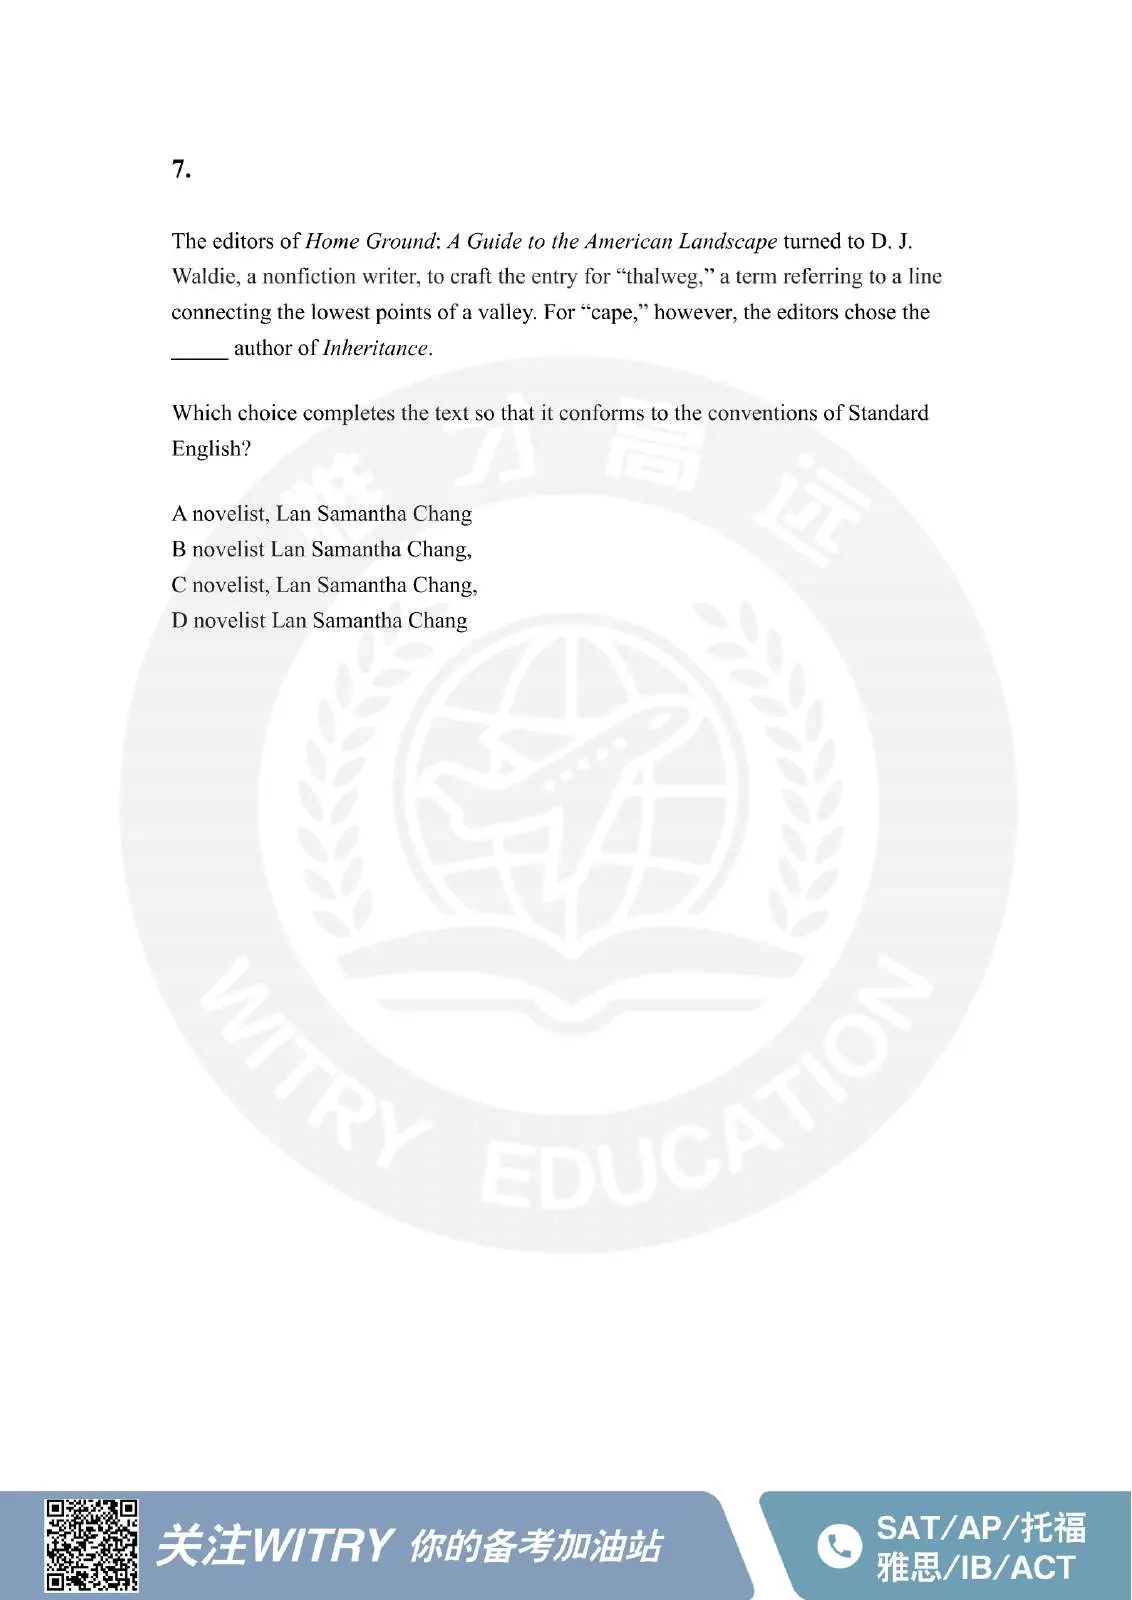 7.
The editors of Home Ground: A Guide to the American Landscape turned to D. J.
Waldie, a nonfiction writer, to craft the entry for “thalweg,” a term referring to a line
connecting the lowest points of a valley. For “cape,” however, the editors chose the
_____ author of Inheritance.
Which choice completes the text so that it conforms to the conventions of Standard
English?
A novelist, Lan Samantha Chang
B novelist Lan Samantha Chang,
C novelist, Lan Samantha Chang,
D novelist Lan Samantha Chang
惟才高远
WITRY EDUCATION
关注WITRY 你的备考加油站
SAT/AP/托福
雅思/IB/ACT